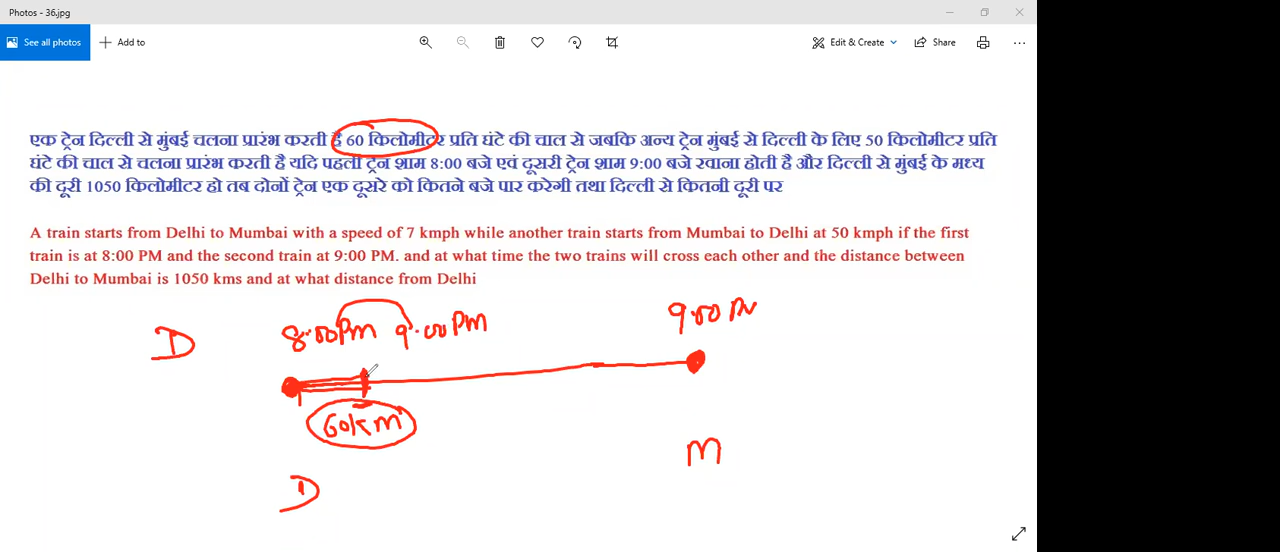 Photos - 36.jpg
See all photos
Add to
Edit & Create
Share
एक ट्रेन दिल्ली से मुंबई चलना प्रारंभ करती है 60 किलोमीटर प्रति घंटे की चाल से जबकि अन्य ट्रेन मुंबई से दिल्ली के लिए 50 किलोमीटर प्रति
घंटे की चाल से चलना प्रारंभ करती है यदि पहली ट्रेन शाम 8:00 बजे एवं दूसरी ट्रेन शाम 9:00 बजे रवाना होती है और दिल्ली से मुंबई के मध्य
की दूरी 1050 किलोमीटर हो तब दोनों ट्रेन एक दूसरे को कितने बजे पार करेगी तथा दिल्ली से कितनी दूरी पर
A train starts from Delhi to Mumbai with a speed of 7 kmph while another train starts from Mumbai to Delhi at 50 kmph if the first
train is at 8:00 PM and the second train at 9:00 PM. and at what time the two trains will cross each other and the distance between
Delhi to Mumbai is 1050 kms and at what distance from Delhi
D
8:00 Pm 9:00 PM
9:00 PM
60km
M
D